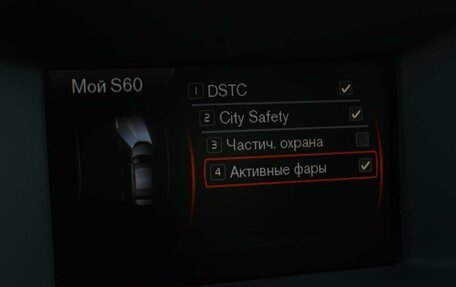 Мой S60
1 DSTC
2 City Safety
3 Частич. охрана
4 Активные фары